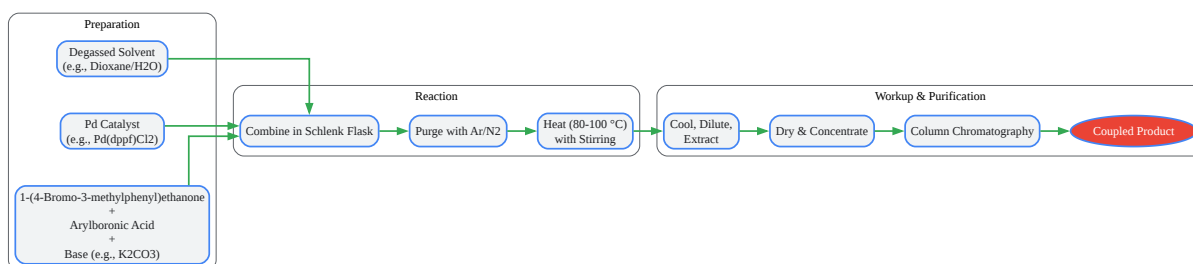 Preparation
Degassed Solvent
(e.g., Dioxane/H2O)
Pd Catalyst
(e.g., Pd(dppf)Cl2)
1-(4-Bromo-3-methylphenyl)ethanone
+
Arylboronic Acid
+
Base (e.g., K2CO3)
Reaction
Combine in Schlenk Flask
Purge with Ar/N2
Heat (80-100 °C)
with Stirring
Workup & Purification
Cool, Dilute,
Extract
Dry & Concentrate
Column Chromatography
Coupled Product